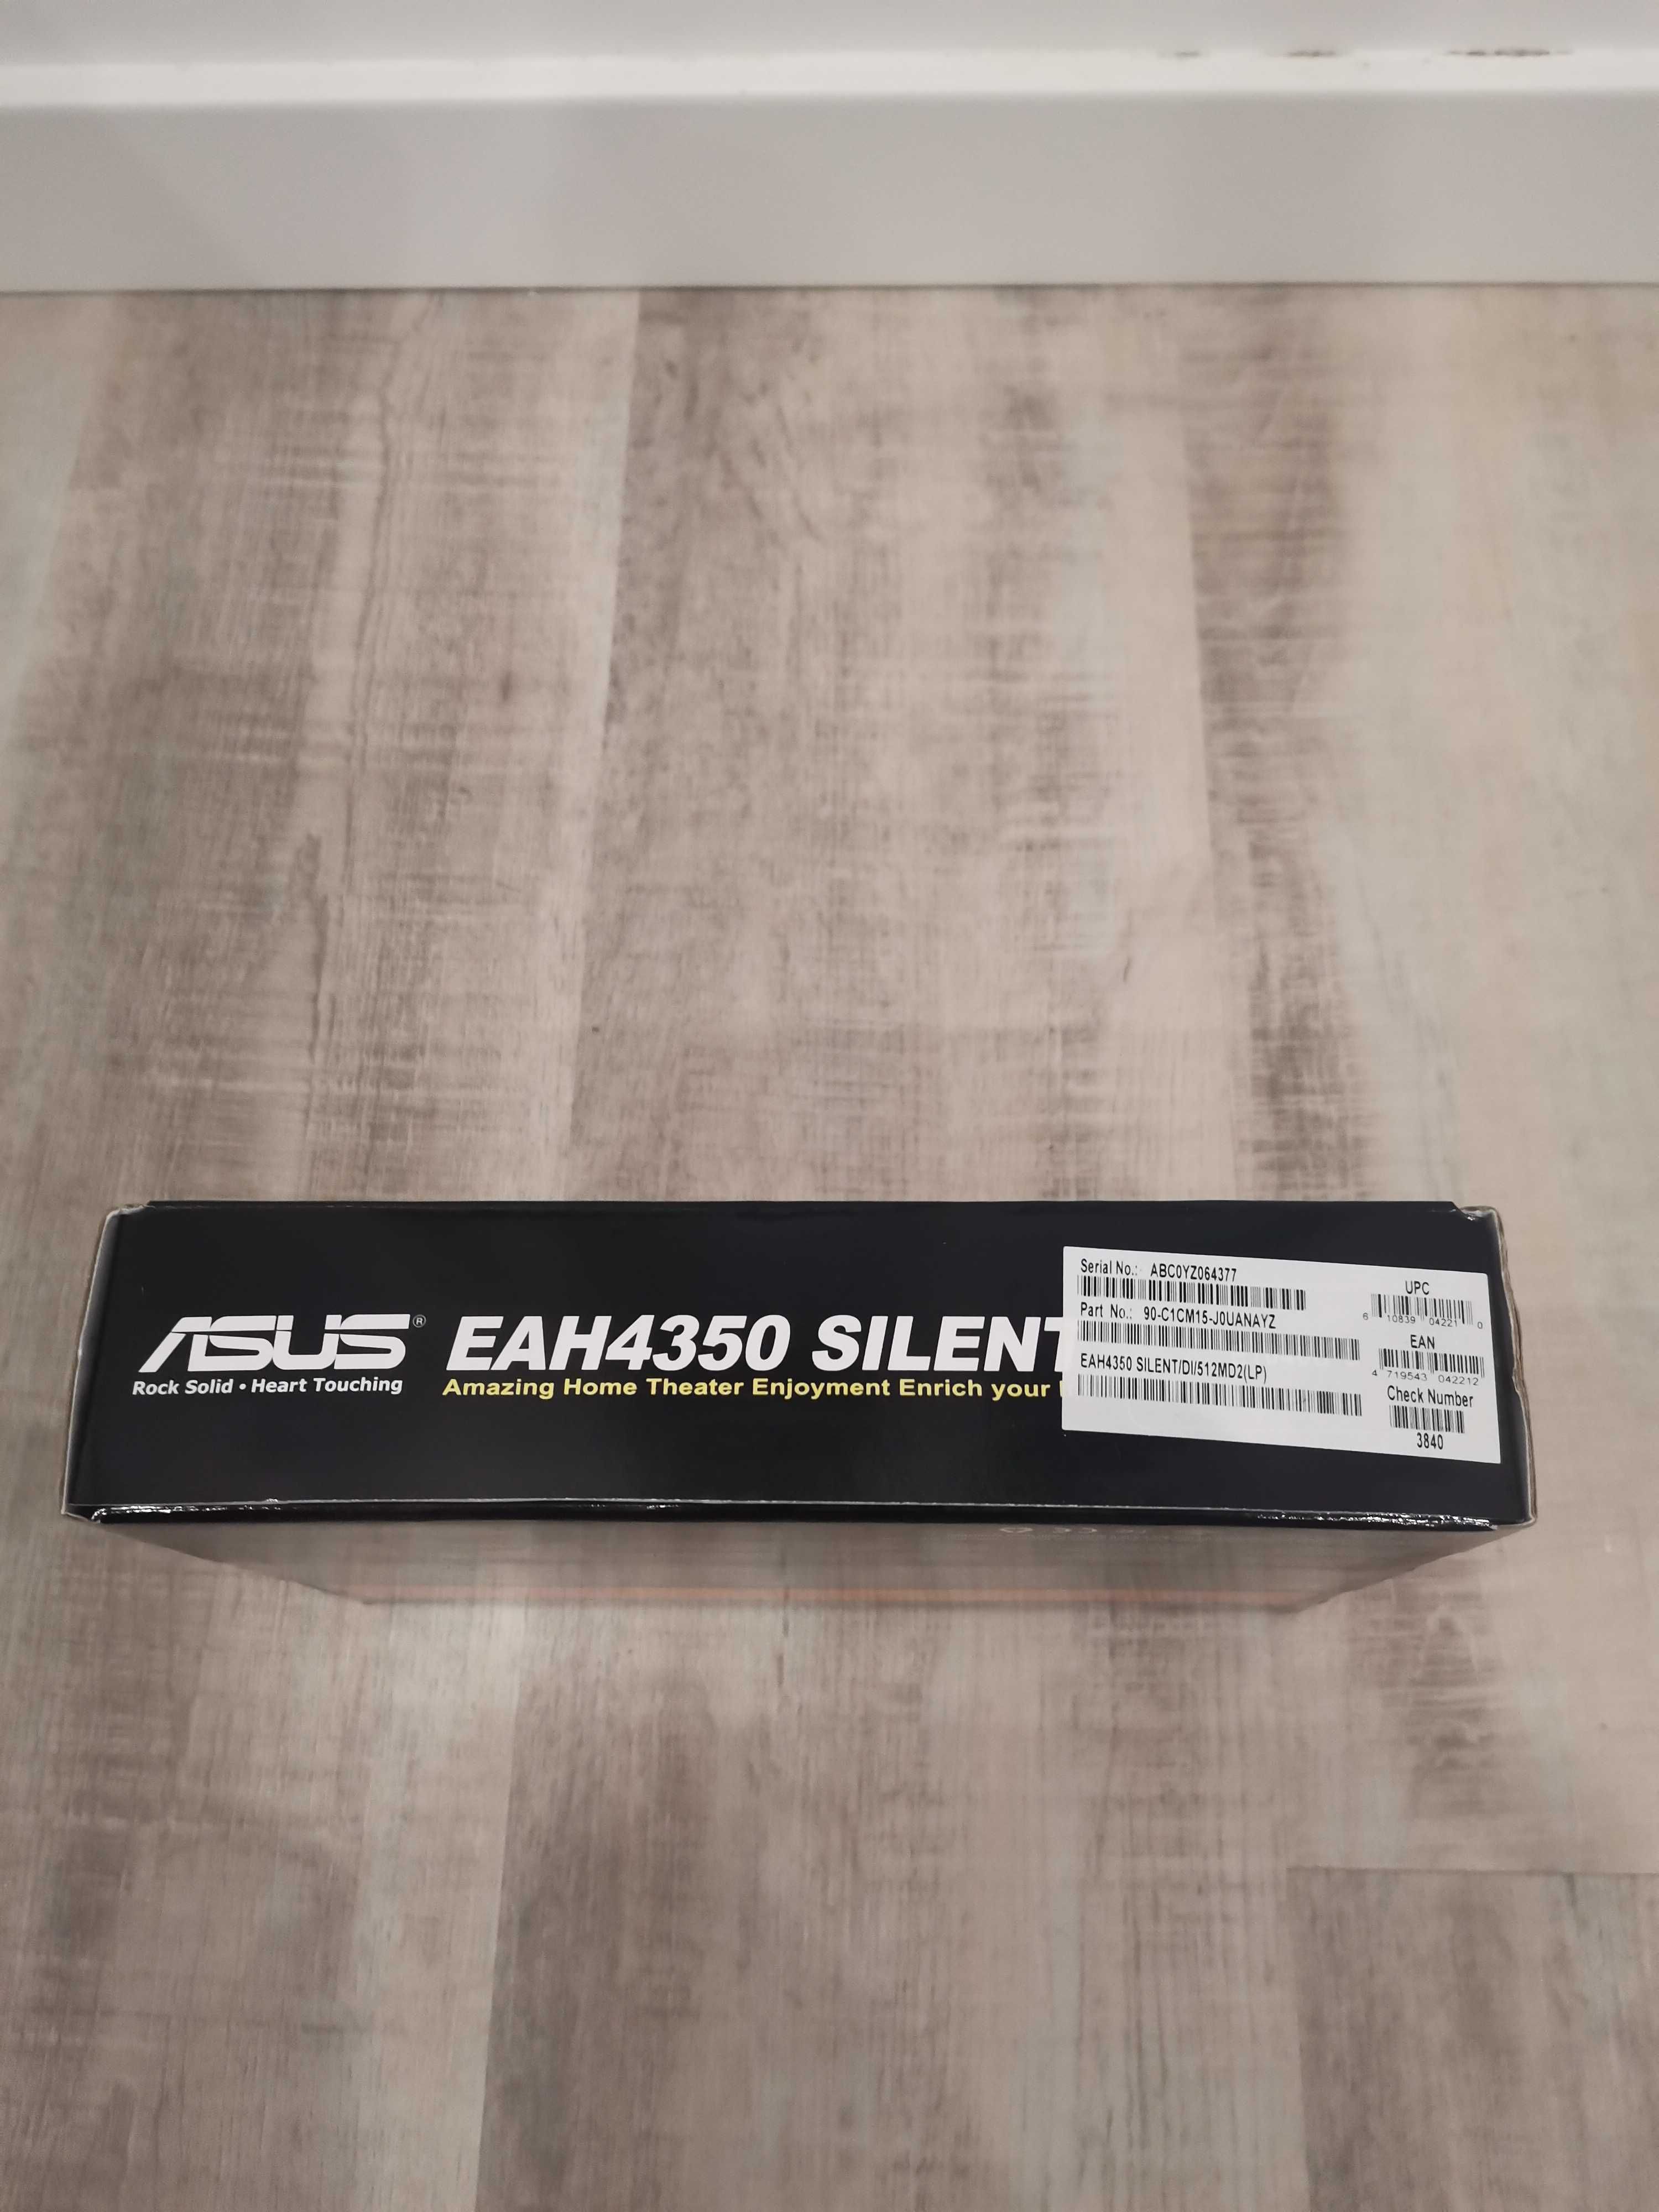 ASUS®
Rock Solid • Heart Touching
EAH4350 SILENT
Amazing Home Theater Enjoyment Enrich your
Serial No.: ABC0YZ064377
Part No.: 90-C1CM15-J0UANAYZ
EAH4350 SILENT/DI/512MD2(LP)
UPC
6 10839 04221 0
EAN
4 719543 042212
Check Number
3840